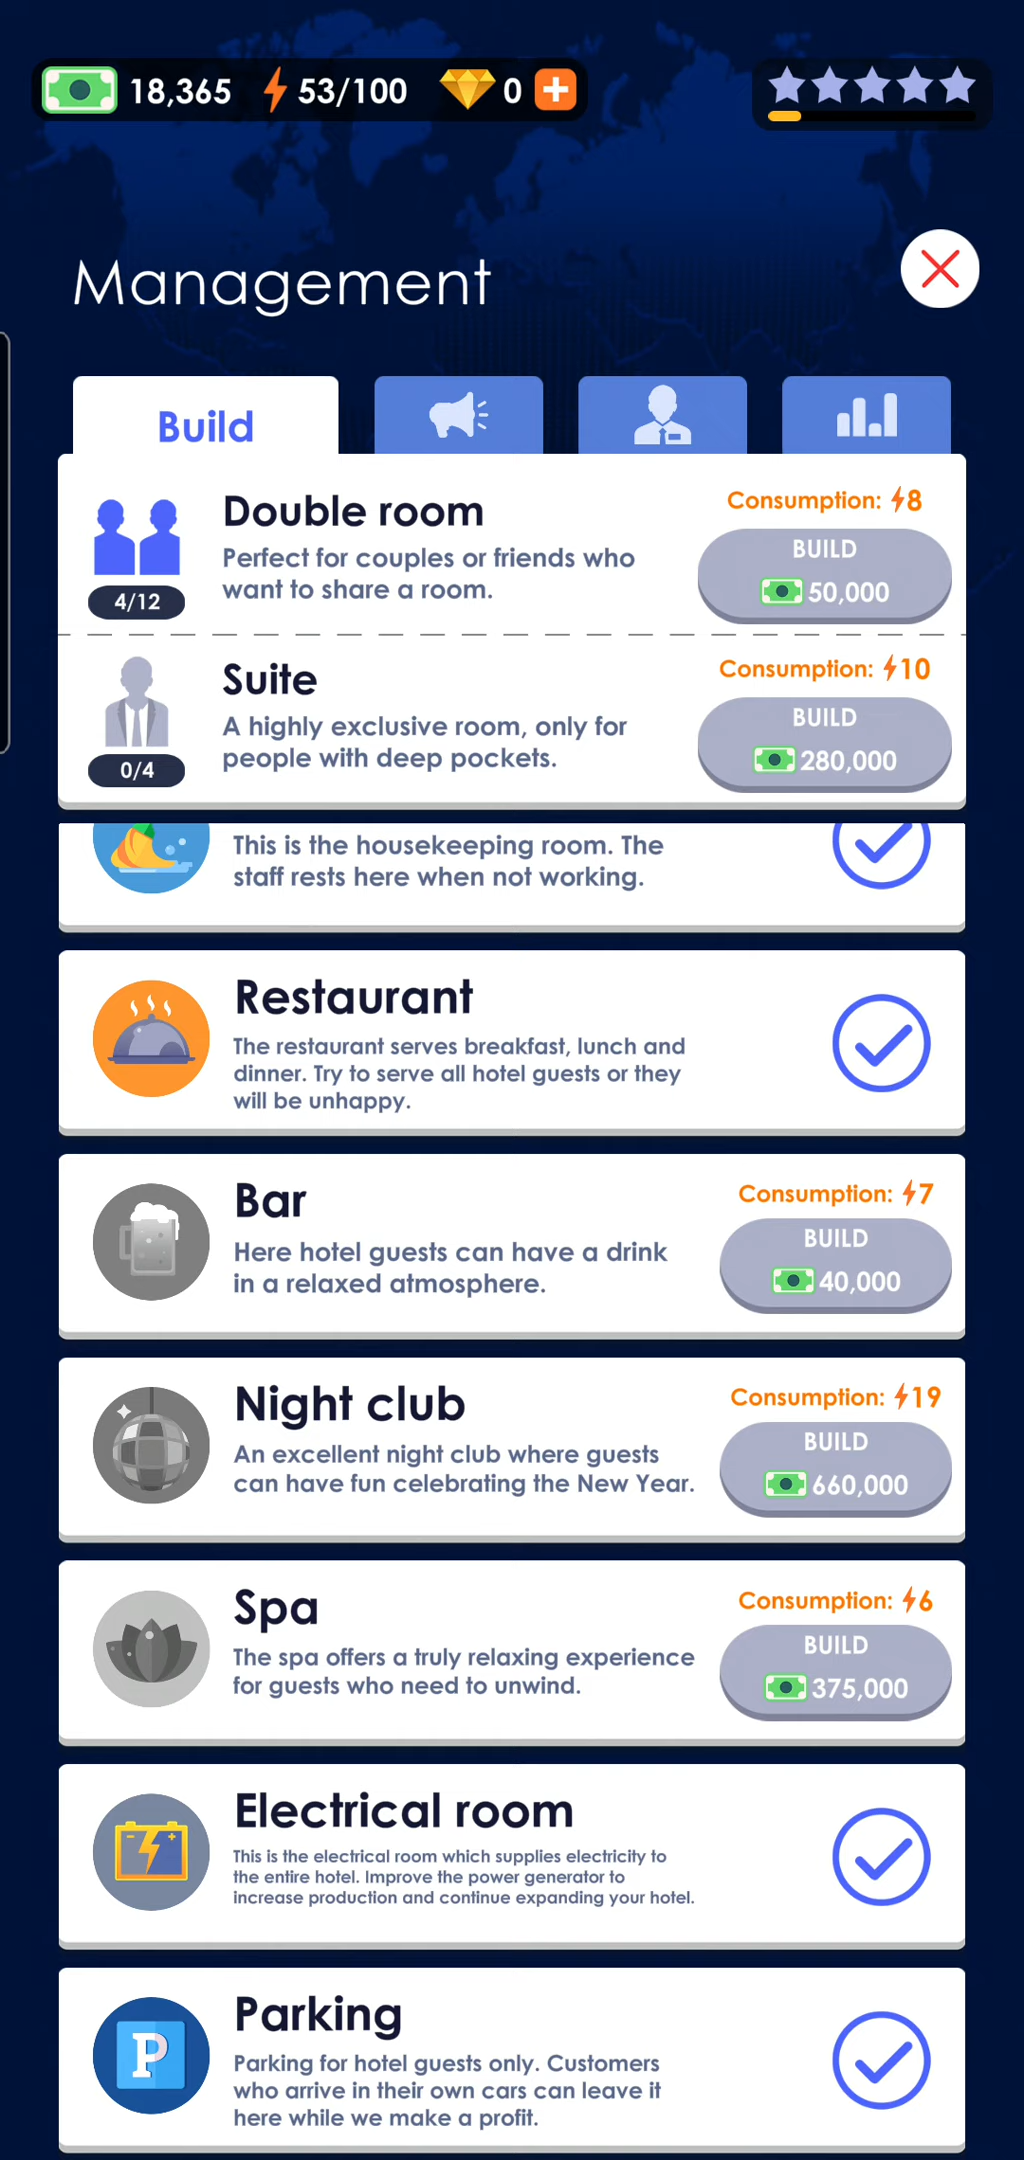 18,365 53/100 0
Management
Build
Double room
Perfect for couples or friends who
want to share a room.
4/12
Consumption: 8
BUILD
50,000
Suite
A highly exclusive room, only for
people with deep pockets.
0/4
Consumption: 10
BUILD
280,000
This is the housekeeping room. The
staff rests here when not working.
Restaurant
The restaurant serves breakfast, lunch and
dinner. Try to serve all hotel guests or they
will be unhappy.
Bar
Here hotel guests can have a drink
in a relaxed atmosphere.
Consumption: 7
BUILD
40,000
Night club
An excellent night club where guests
can have fun celebrating the New Year.
Consumption: 19
BUILD
660,000
Spa
The spa offers a truly relaxing experience
for guests who need to unwind.
Consumption: 6
BUILD
375,000
Electrical room
This is the electrical room which supplies electricity to
the entire hotel. Improve the power generator to
increase production and continue expanding your hotel.
P
Parking
Parking for hotel guests only. Customers
who arrive in their own cars can leave it
here while we make a profit.